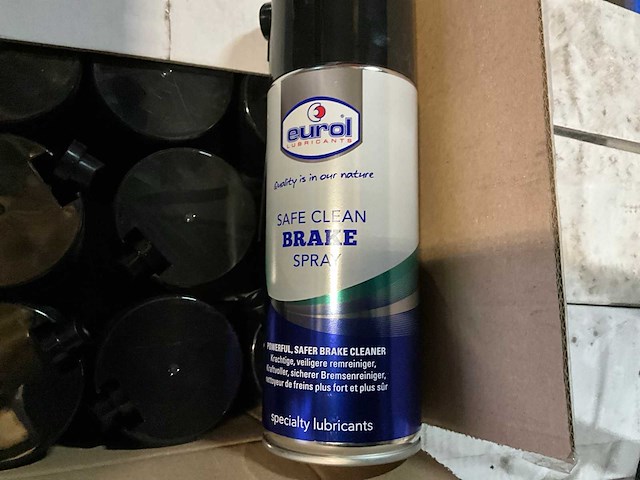 eurol
LUBRICANTS
Quality is in our nature
SAFE CLEAN
BRAKE
SPRAY
POWERFUL, SAFER BRAKE CLEANER
Krachtige, veiligere remreiniger,
Kraftvoller, sicherer Bremsenreiniger,
nettoyeur de freins plus fort et plus sûr
specialty lubricants